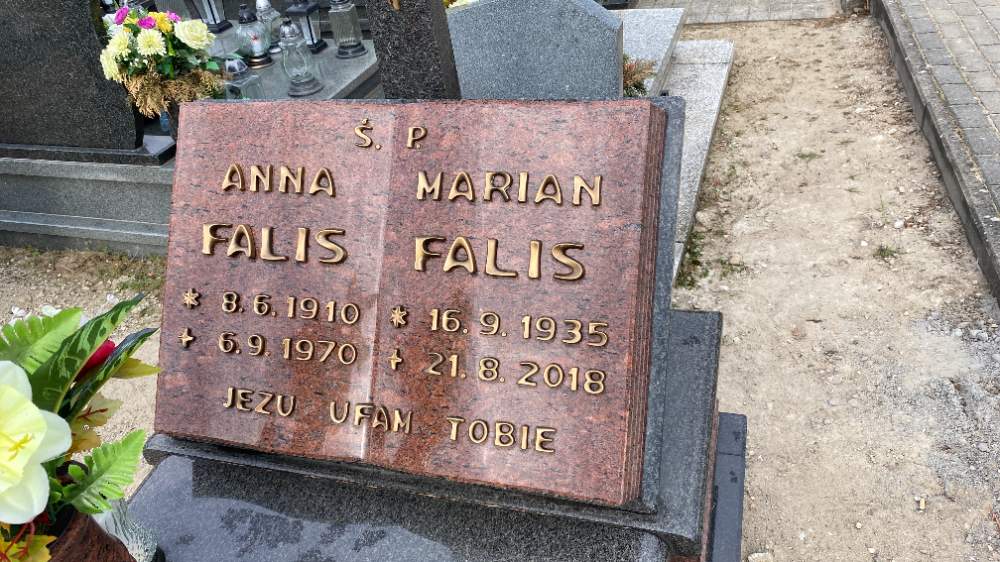 Ś. P
ANNA MARIAN
FALIS FALIS
* 8.6.1910 * 16.9.1935
+ 6.9.1970 + 21.8.2018
JEZU UFAM TOBIE